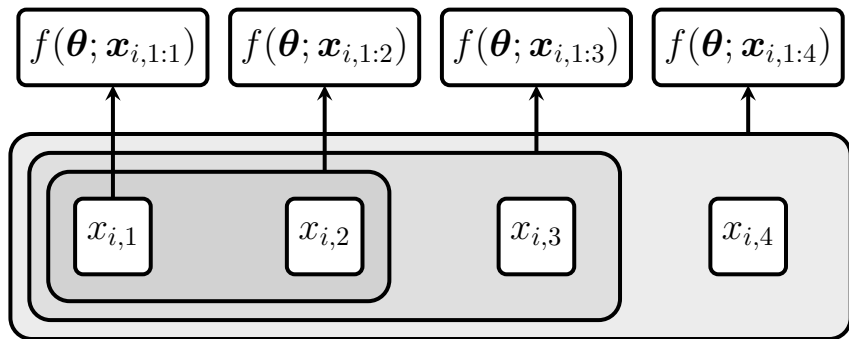 f(θ; x_{i,1:1}) f(θ; x_{i,1:2}) f(θ; x_{i,1:3}) f(θ; x_{i,1:4})
x_{i,1} x_{i,2} x_{i,3} x_{i,4}